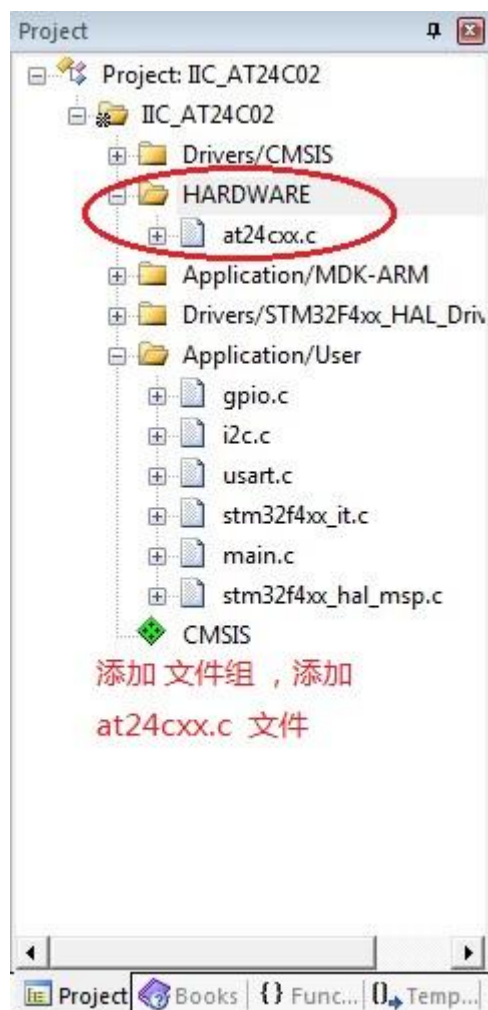 Project
Project: IIC_AT24C02
IIC_AT24C02
Drivers/CMSIS
HARDWARE
at24cxx.c
Application/MDK-ARM
Drivers/STM32F4xx_HAL_Driv
Application/User
gpio.c
i2c.c
usart.c
stm32f4xx_it.c
main.c
stm32f4xx_hal_msp.c
CMSIS
添加 文件组 ，添加
at24cxx.c 文件
Project Books {} Func... 0 Temp...